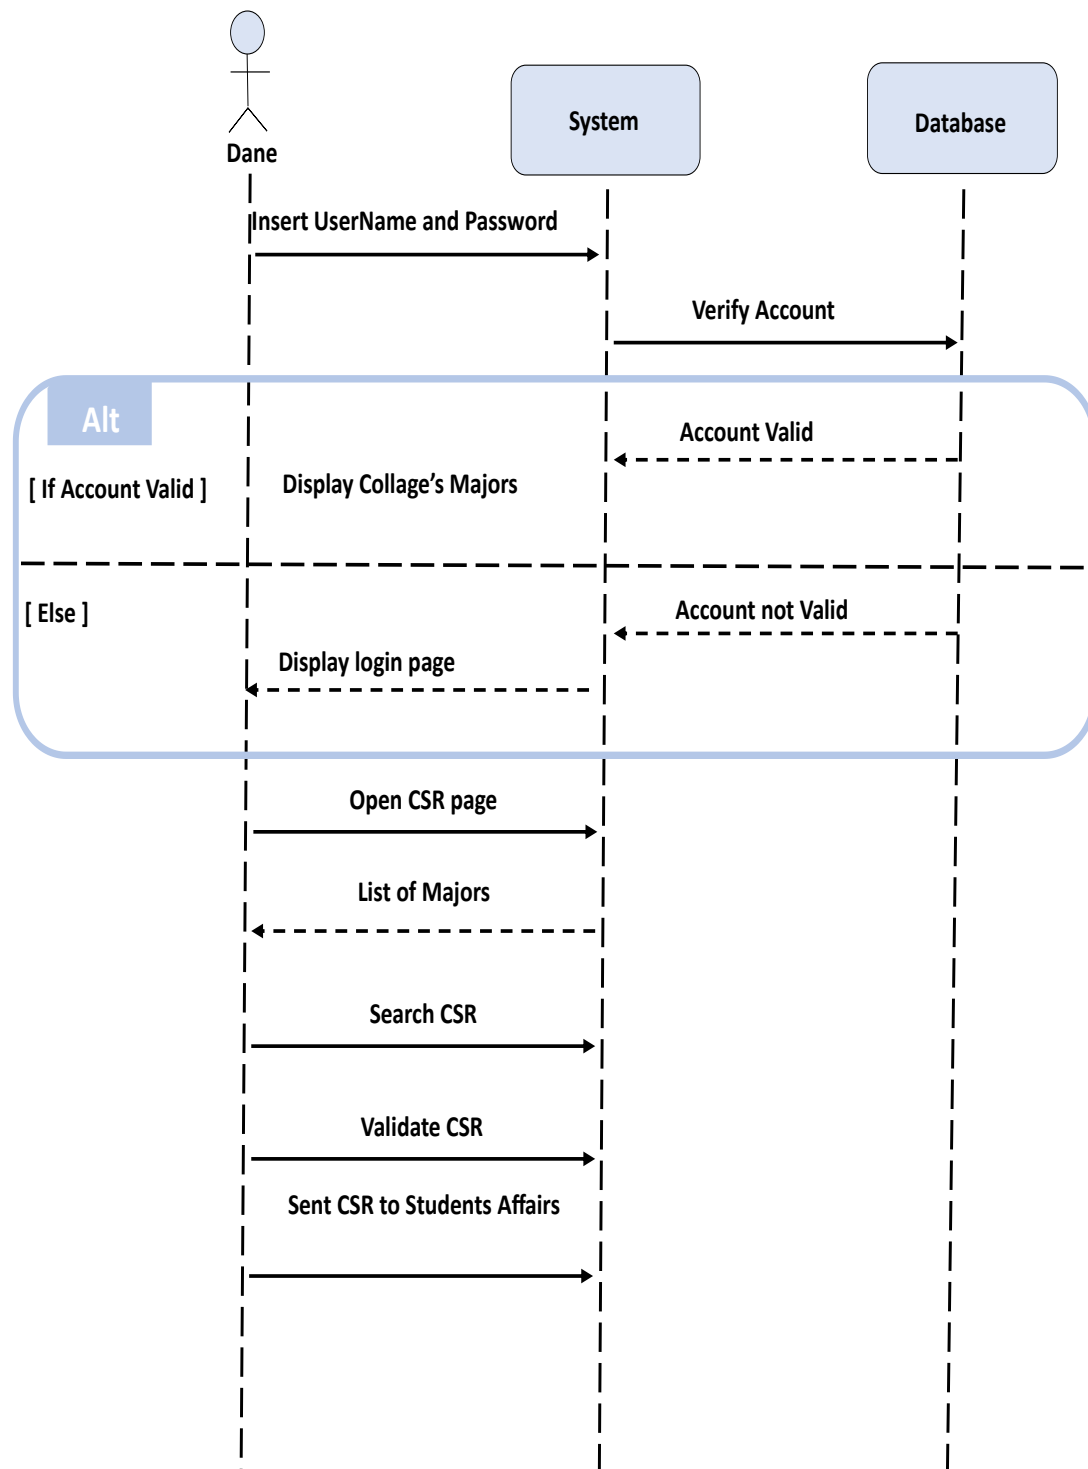 Dane
System
Database
Insert UserName and Password
Verify Account
Alt
Account Valid
[ If Account Valid ]
Display Collage’s Majors
[ Else ]
Account not Valid
Display login page
Open CSR page
List of Majors
Search CSR
Validate CSR
Sent CSR to Students Affairs